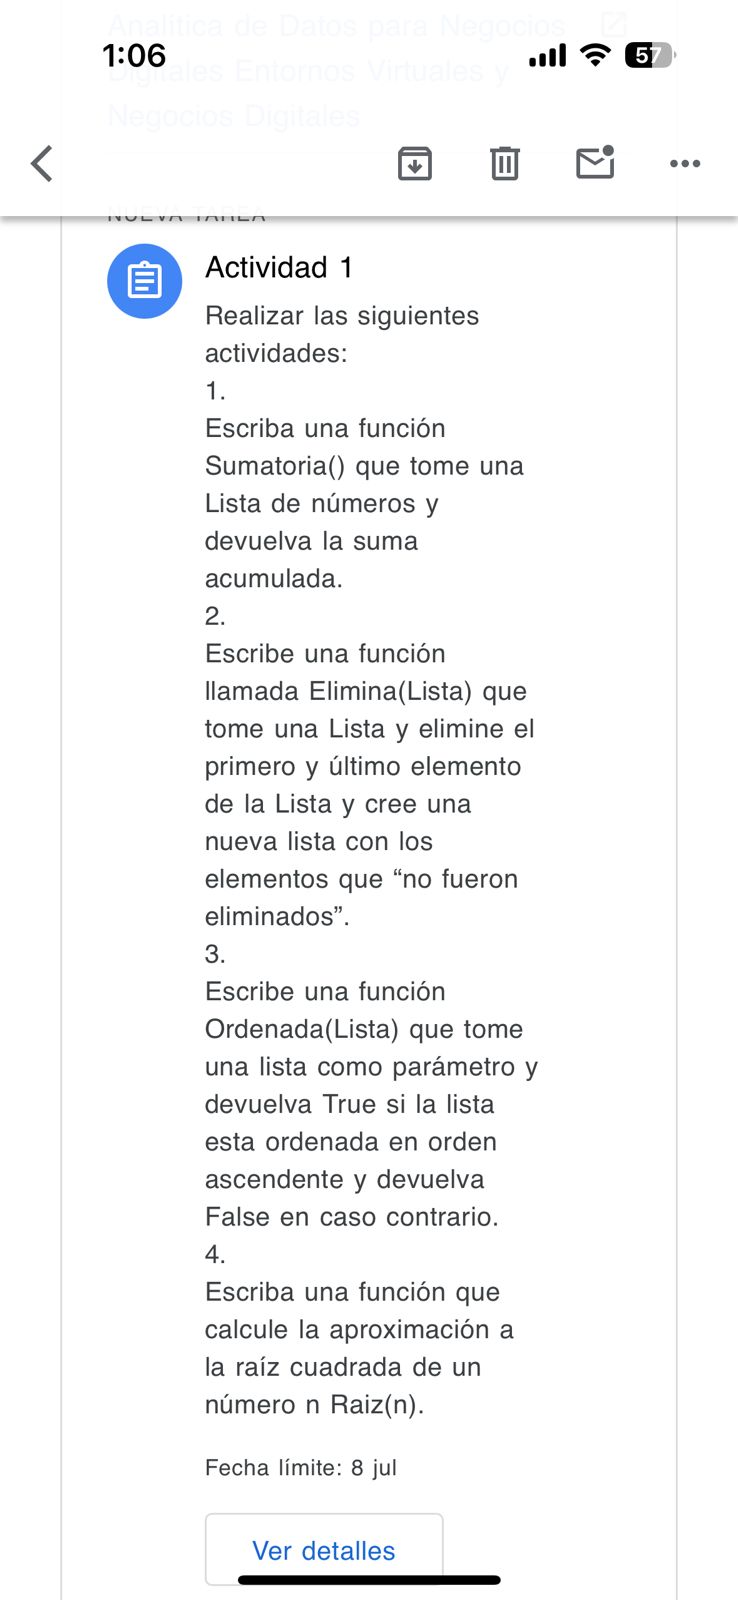 Analítica de Datos para Negocios
1:06
57
Digitales Entornos Virtuales y
Negocios Digitales
NUEVA TAREA
Actividad 1
Realizar las siguientes
actividades:
1.
Escriba una función
Sumatoria() que tome una
Lista de números y
devuelva la suma
acumulada.
2.
Escribe una función
llamada Elimina(Lista) que
tome una Lista y elimine el
primero y último elemento
de la Lista y cree una
nueva lista con los
elementos que “no fueron
eliminados”.
3.
Escribe una función
Ordenada(Lista) que tome
una lista como parámetro y
devuelva True si la lista
esta ordenada en orden
ascendente y devuelva
False en caso contrario.
4.
Escriba una función que
calcule la aproximación a
la raíz cuadrada de un
número n Raiz(n).
Fecha límite: 8 jul
Ver detalles